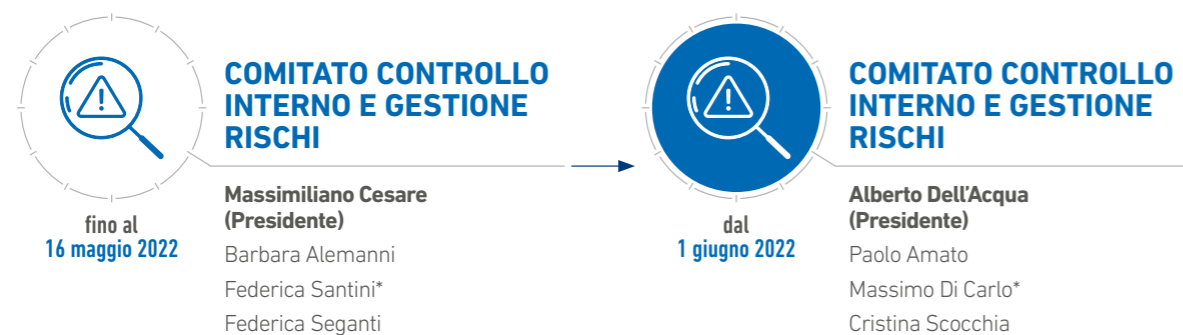 COMITATO CONTROLLO
INTERNO E GESTIONE
RISCHI
fino al
16 maggio 2022
Massimiliano Cesare
(Presidente)
Barbara Alemanni
Federica Santini*
Federica Seganti
COMITATO CONTROLLO
INTERNO E GESTIONE
RISCHI
dal
1 giugno 2022
Alberto Dell'Acqua
(Presidente)
Paolo Amato
Massimo Di Carlo*
Cristina Scocchia